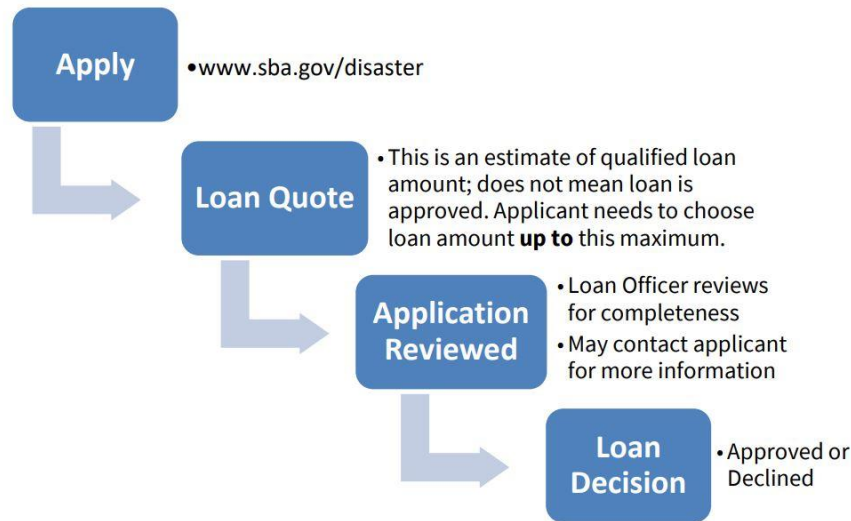 Apply
•www.sba.gov/disaster
Loan Quote
• This is an estimate of qualified loan
amount; does not mean loan is
approved. Applicant needs to choose
loan amount up to this maximum.
Application
Reviewed
• Loan Officer reviews
for completeness
• May contact applicant
for more information
Loan
Decision
• Approved or
Declined